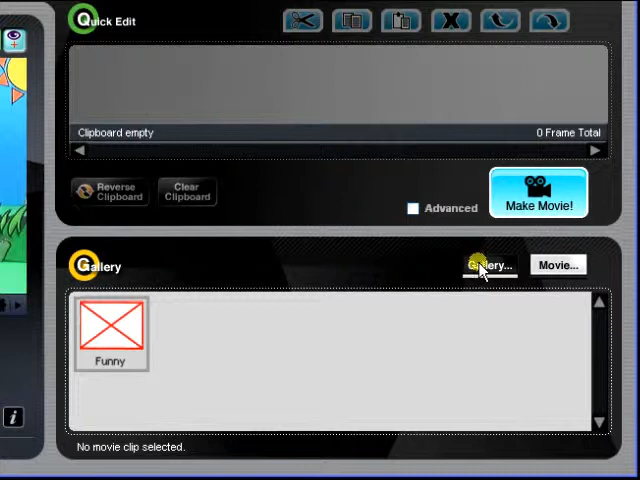 Quick Edit
Clipboard empty
0 Frame Total
Reverse Clipboard
Clear Clipboard
Advanced
Make Movie!
Gallery
Gallery...
Movie...
Funny
i
No movie clip selected.